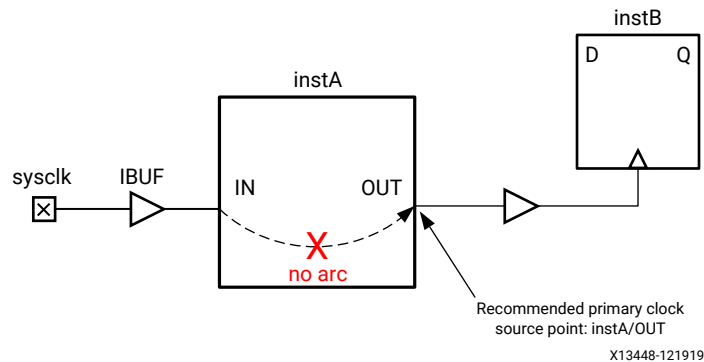 instB
D Q
instA
sysclk IBUF
IN OUT
X
no arc
Recommended primary clock
source point: instA/OUT
X13448-121919